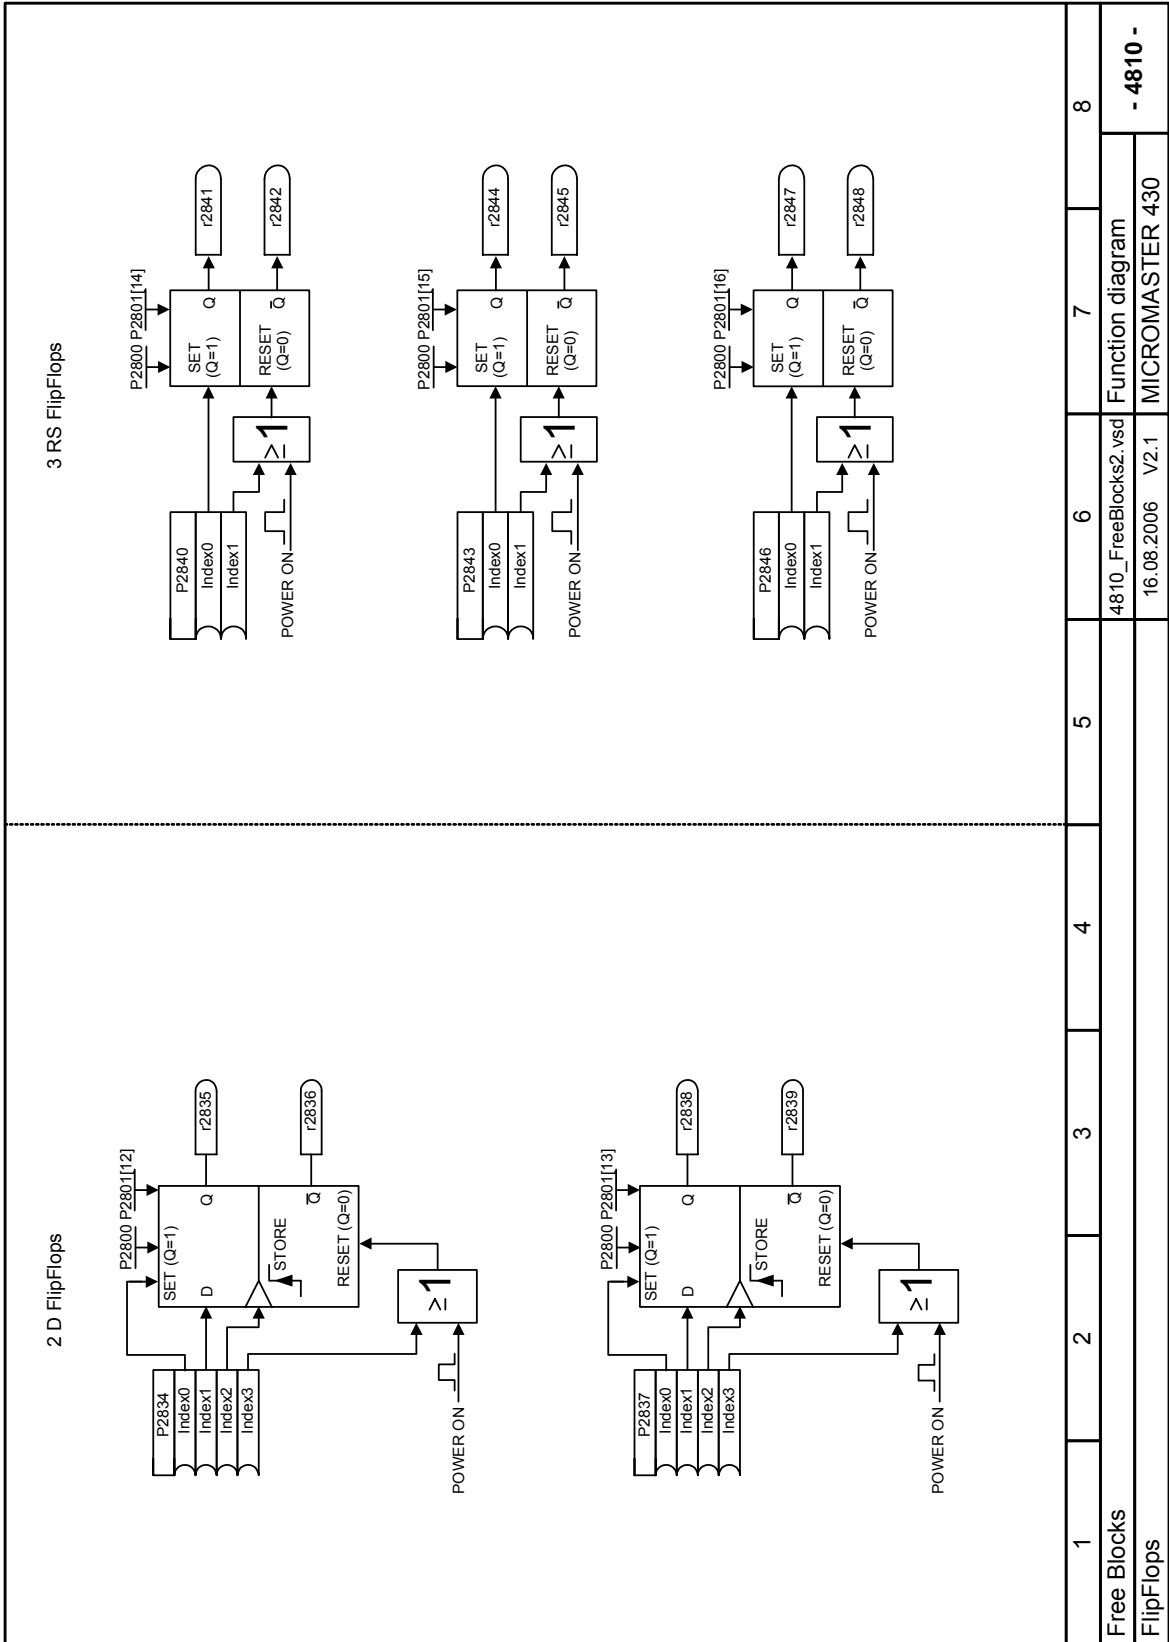 2 D FlipFlops
P2800 P2801[12]
P2834
Index0
Index1
Index2
Index3
SET (Q=1)
D
Q
STORE
RESET (Q=0)
Q̅
POWER ON
≥1
r2835
r2836
P2800 P2801[13]
P2837
Index0
Index1
Index2
Index3
SET (Q=1)
D
Q
STORE
RESET (Q=0)
Q̅
POWER ON
≥1
r2838
r2839
3 RS FlipFlops
P2800 P2801[14]
P2840
Index0
Index1
POWER ON
≥1
SET
(Q=1)
Q
RESET
(Q=0)
Q̅
r2841
r2842
P2800 P2801[15]
P2843
Index0
Index1
POWER ON
≥1
SET
(Q=1)
Q
RESET
(Q=0)
Q̅
r2844
r2845
P2800 P2801[16]
P2846
Index0
Index1
POWER ON
≥1
SET
(Q=1)
Q
RESET
(Q=0)
Q̅
r2847
r2848
1 2 3 4 5 6 7 8
Free Blocks 4810_FreeBlocks2.vsd Function diagram - 4810 -
FlipFlops 16.08.2006 V2.1 MICROMASTER 430